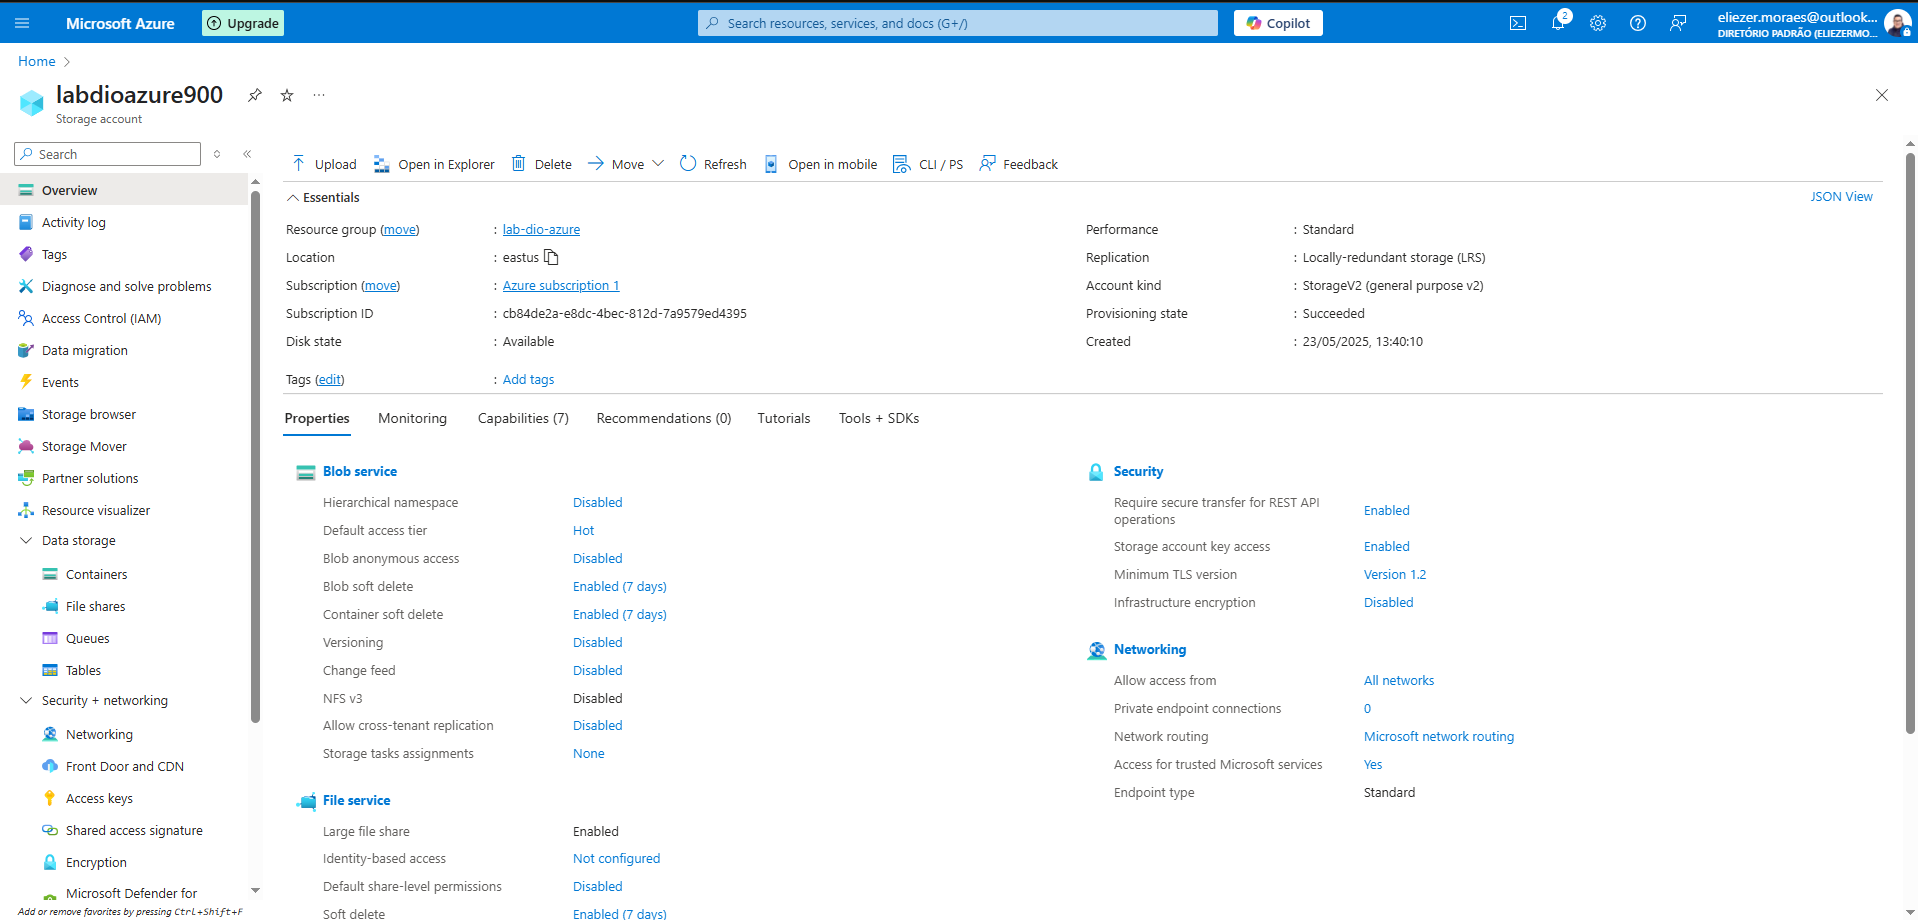 Microsoft Azure
Upgrade
Search resources, services, and docs (G+/)
Copilot
2
eliezer.moraes@outlook...
DIRETÓRIO PADRÃO (ELIEZERMO...
Home
labdioazure900
Storage account
Search
Overview
Activity log
Tags
Diagnose and solve problems
Access Control (IAM)
Data migration
Events
Storage browser
Storage Mover
Partner solutions
Resource visualizer
Data storage
Containers
File shares
Queues
Tables
Security + networking
Networking
Front Door and CDN
Access keys
Shared access signature
Encryption
Microsoft Defender for
Add or remove favorites by pressing Ctrl+Shift+F
Upload Open in Explorer Delete Move Refresh Open in mobile CLI / PS Feedback
Essentials
JSON View
Resource group (move) : lab-dio-azure
Location : eastus
Subscription (move) : Azure subscription 1
Subscription ID : cb84de2a-e8dc-4bec-812d-7a9579ed4395
Disk state : Available
Tags (edit) : Add tags
Performance : Standard
Replication : Locally-redundant storage (LRS)
Account kind : StorageV2 (general purpose v2)
Provisioning state : Succeeded
Created : 23/05/2025, 13:40:10
Properties Monitoring Capabilities (7) Recommendations (0) Tutorials Tools + SDKs
Blob service
Hierarchical namespace Disabled
Default access tier Hot
Blob anonymous access Disabled
Blob soft delete Enabled (7 days)
Container soft delete Enabled (7 days)
Versioning Disabled
Change feed Disabled
NFS v3 Disabled
Allow cross-tenant replication Disabled
Storage tasks assignments None
File service
Large file share Enabled
Identity-based access Not configured
Default share-level permissions Disabled
Soft delete Enabled (7 days)
Security
Require secure transfer for REST API
operations Enabled
Storage account key access Enabled
Minimum TLS version Version 1.2
Infrastructure encryption Disabled
Networking
Allow access from All networks
Private endpoint connections 0
Network routing Microsoft network routing
Access for trusted Microsoft services Yes
Endpoint type Standard